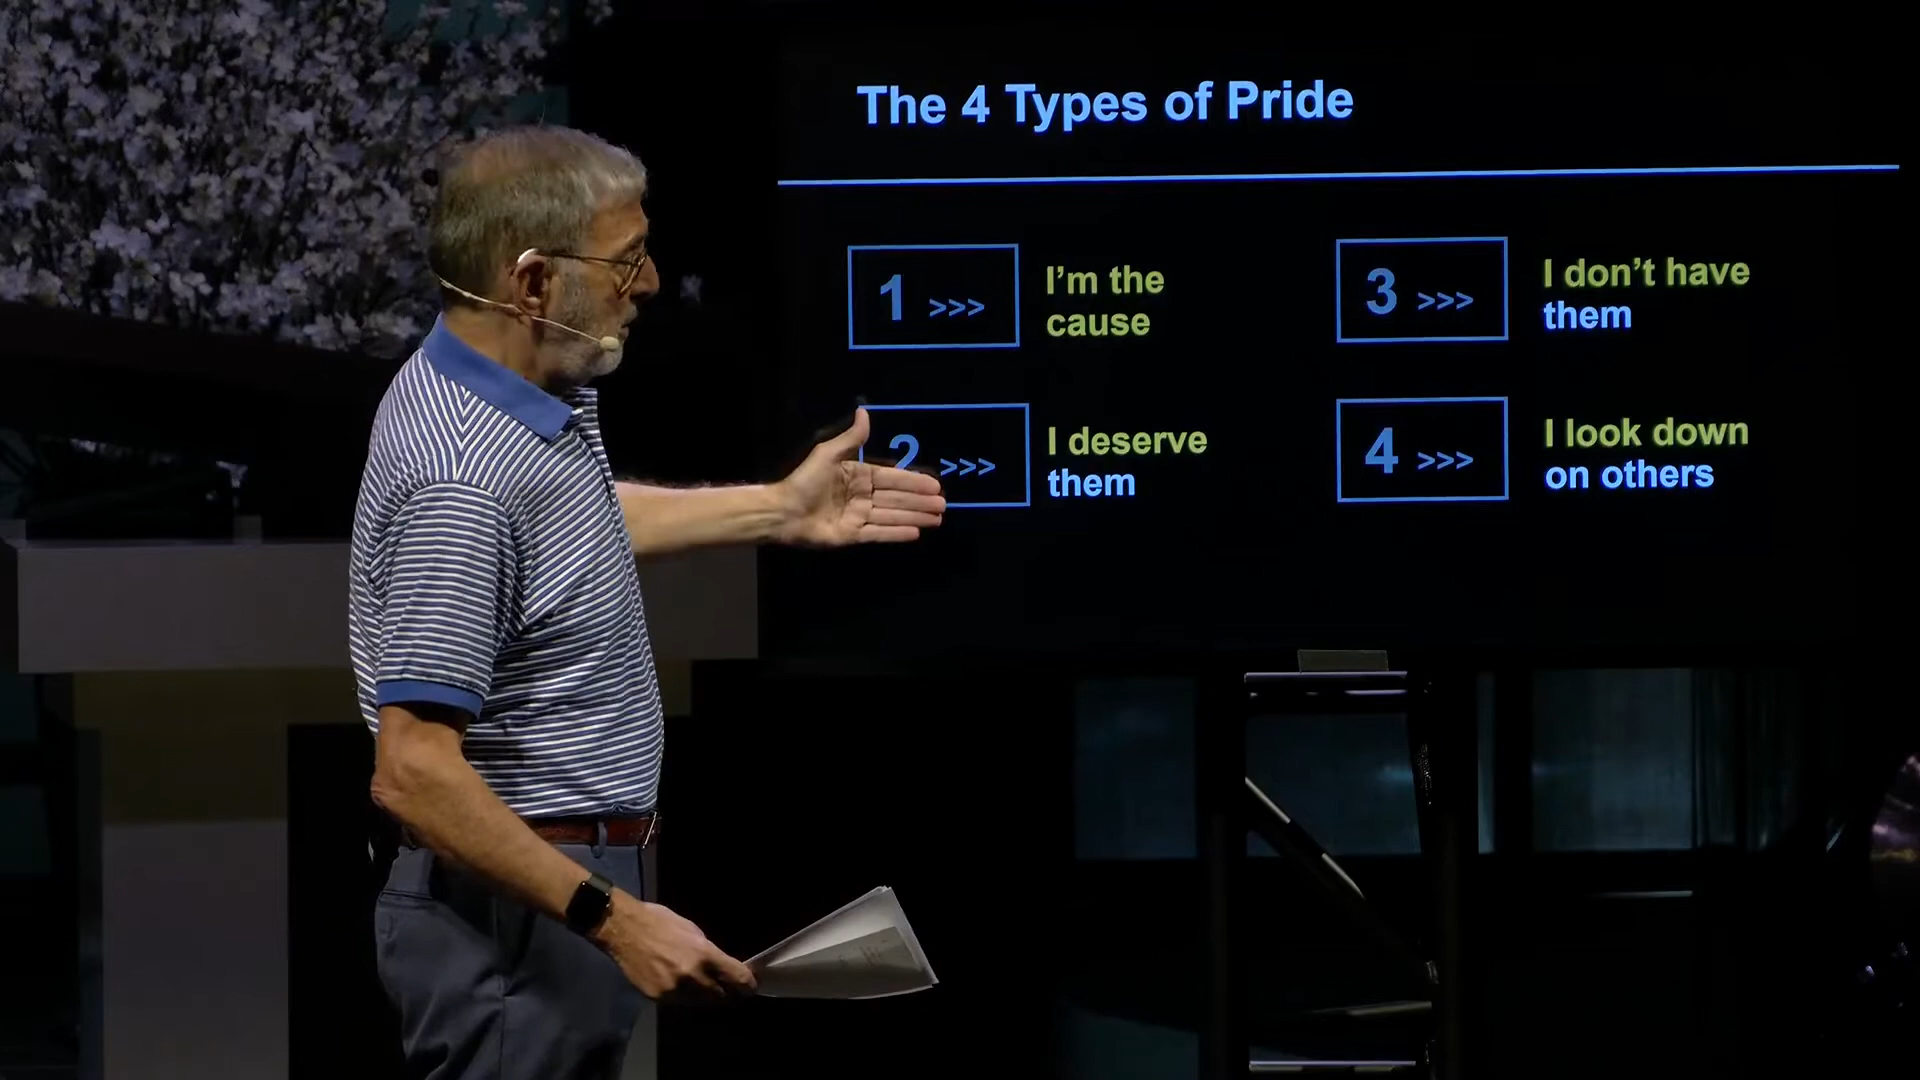 The 4 Types of Pride
1 >>>
I'm the
cause
2 >>>
I deserve
them
3 >>>
I don't have
them
4 >>>
I look down
on others